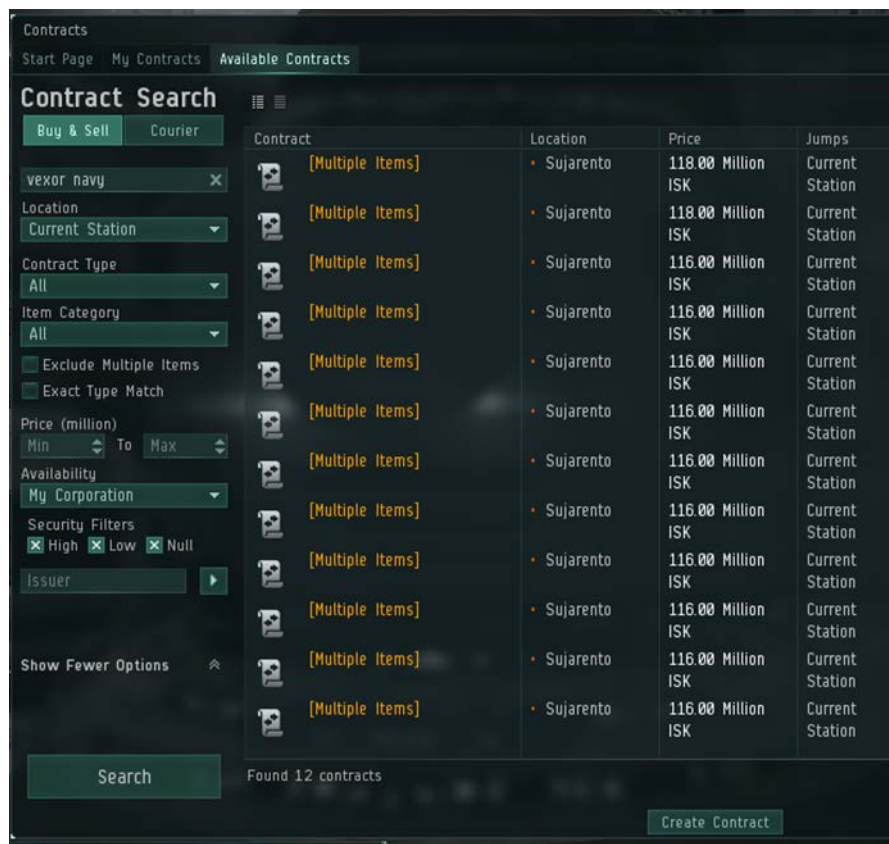 Contracts
Start Page My Contracts Available Contracts
Contract Search
Buy & Sell Courier
vexor navy
Location
Current Station
Contract Type
All
Item Category
All
Exclude Multiple Items
Exact Type Match
Price (million)
Min To Max
Availability
My Corporation
Security Filters
High Low Null
Issuer
Show Fewer Options
Search
Contract Location Price Jumps
[Multiple Items] Sujarento 118.00 Million Current
ISK Station
[Multiple Items] Sujarento 118.00 Million Current
ISK Station
[Multiple Items] Sujarento 116.00 Million Current
ISK Station
[Multiple Items] Sujarento 116.00 Million Current
ISK Station
[Multiple Items] Sujarento 116.00 Million Current
ISK Station
[Multiple Items] Sujarento 116.00 Million Current
ISK Station
[Multiple Items] Sujarento 116.00 Million Current
ISK Station
[Multiple Items] Sujarento 116.00 Million Current
ISK Station
[Multiple Items] Sujarento 116.00 Million Current
ISK Station
[Multiple Items] Sujarento 116.00 Million Current
ISK Station
[Multiple Items] Sujarento 116.00 Million Current
ISK Station
[Multiple Items] Sujarento 116.00 Million Current
ISK Station
Found 12 contracts
Create Contract